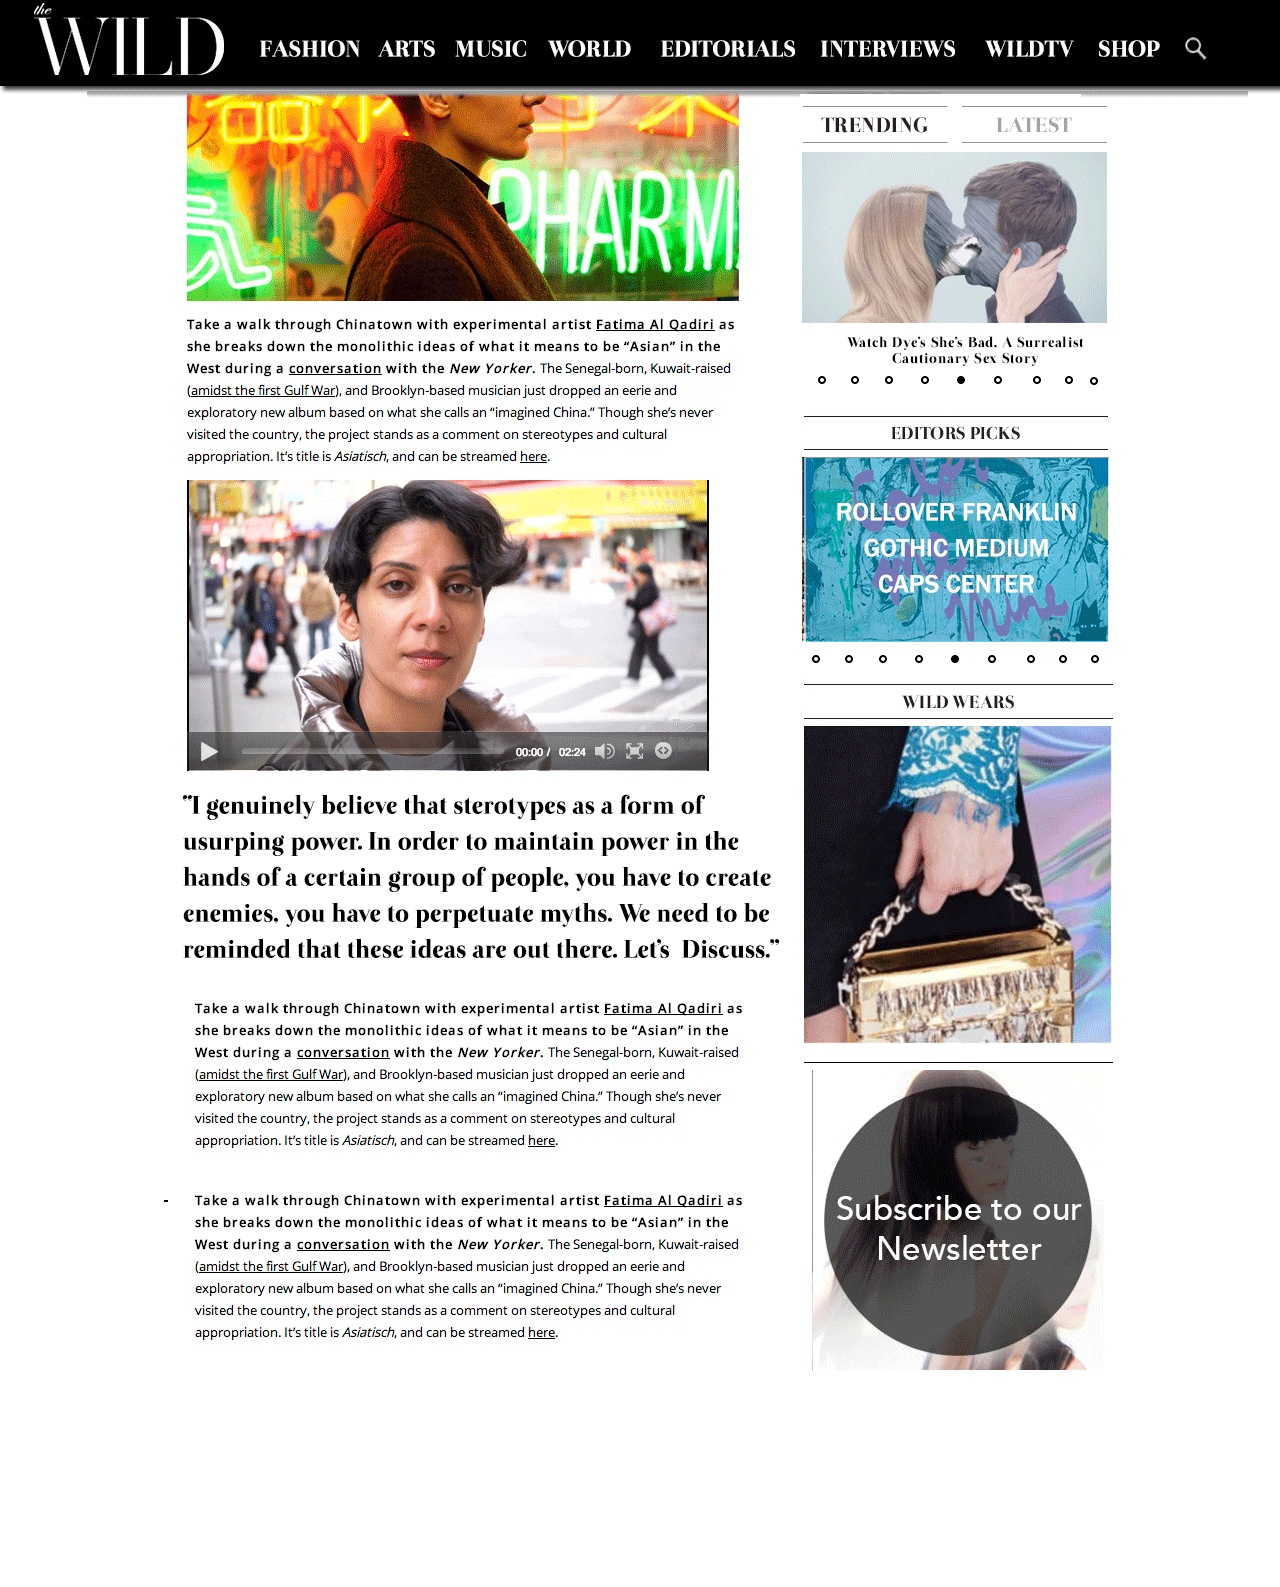 the
WILD
FASHION ARTS MUSIC WORLD EDITORIALS INTERVIEWS WILDTV SHOP
PHARM
Take a walk through Chinatown with experimental artist Fatima Al Qadiri as
she breaks down the monolithic ideas of what it means to be “Asian” in the
West during a conversation with the New Yorker. The Senegal-born, Kuwait-raised
(amidst the first Gulf War), and Brooklyn-based musician just dropped an eerie and
exploratory new album based on what she calls an “imagined China.” Though she’s never
visited the country, the project stands as a comment on stereotypes and cultural
appropriation. It’s title is Asiatisch, and can be streamed here.
00:00 / 02:24
”I genuinely believe that sterotypes as a form of
usurping power. In order to maintain power in the
hands of a certain group of people, you have to create
enemies, you have to perpetuate myths. We need to be
reminded that these ideas are out there. Let’s Discuss.”
Take a walk through Chinatown with experimental artist Fatima Al Qadiri as
she breaks down the monolithic ideas of what it means to be “Asian” in the
West during a conversation with the New Yorker. The Senegal-born, Kuwait-raised
(amidst the first Gulf War), and Brooklyn-based musician just dropped an eerie and
exploratory new album based on what she calls an “imagined China.” Though she’s never
visited the country, the project stands as a comment on stereotypes and cultural
appropriation. It’s title is Asiatisch, and can be streamed here.
- Take a walk through Chinatown with experimental artist Fatima Al Qadiri as
she breaks down the monolithic ideas of what it means to be “Asian” in the
West during a conversation with the New Yorker. The Senegal-born, Kuwait-raised
(amidst the first Gulf War), and Brooklyn-based musician just dropped an eerie and
exploratory new album based on what she calls an “imagined China.” Though she’s never
visited the country, the project stands as a comment on stereotypes and cultural
appropriation. It’s title is Asiatisch, and can be streamed here.
TRENDING LATEST
Watch Dye’s She’s Bad, A Surrealist
Cautionary Sex Story
EDITORS PICKS
ROLLOVER FRANKLIN
GOTHIC MEDIUM
CAPS CENTER
WILD WEARS
Subscribe to our
Newsletter